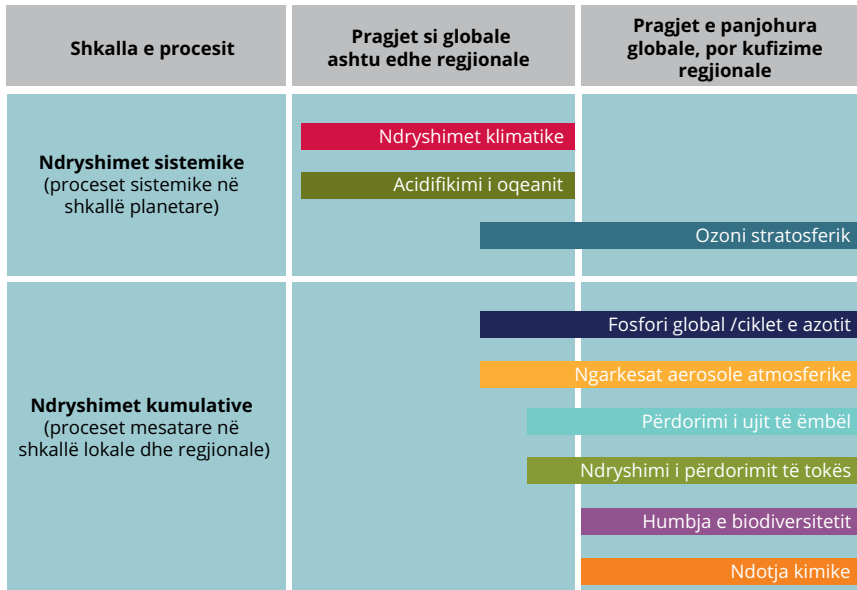 Shkalla e procesit
Pragjet si globale
ashtu edhe regjionale
Pragjet e panjohura
globale, por kufizime
regjionale
Ndryshimet sistemike
(proceset sistemike në
shkallë planetare)
Ndryshimet klimatike
Acidifikimi i oqeanit
Ozoni stratosferik
Ndryshimet kumulative
(proceset mesatare në
shkallë lokale dhe regjionale)
Fosfori global /ciklet e azotit
Ngarkesat aerosole atmosferike
Përdorimi i ujit të ëmbël
Ndryshimi i përdorimit të tokës
Humbja e biodiversitetit
Ndotja kimike